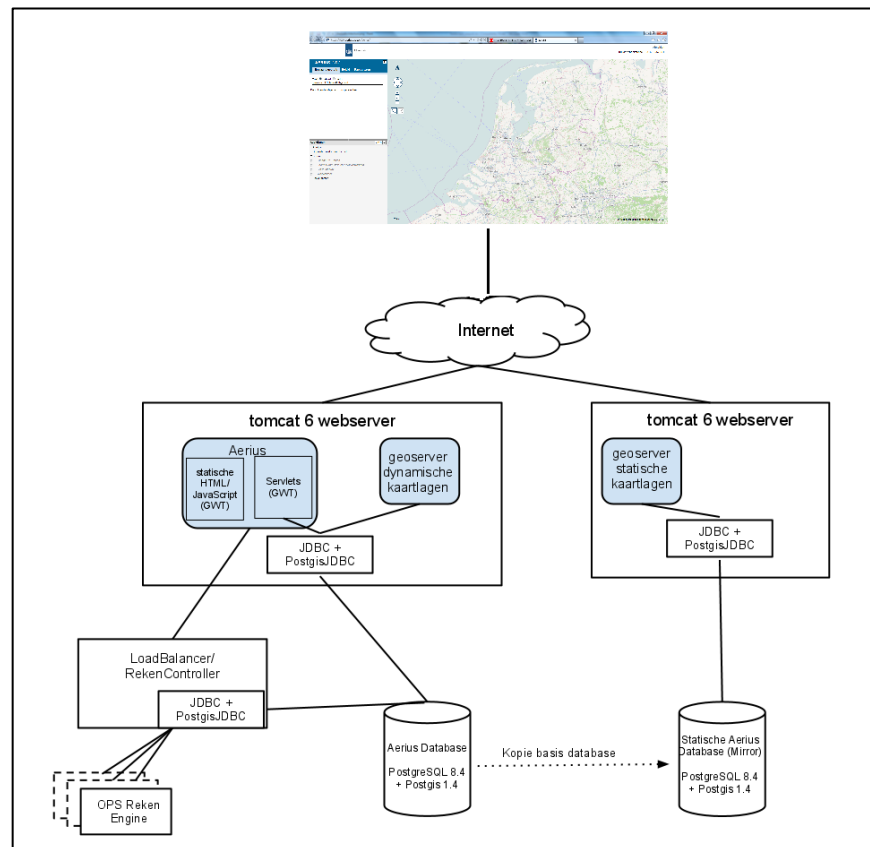 Internet
tomcat 6 webserver
Aerius
statische
HTML/
JavaScript
(GWT)
Servlets
(GWT)
geoserver
dynamische
kaartlagen
JDBC +
PostgisJDBC
tomcat 6 webserver
geoserver
statische
kaartlagen
JDBC +
PostgisJDBC
LoadBalancer/
RekenController
JDBC +
PostgisJDBC
OPS Reken
Engine
Aerius Database
PostgreSQL 8.4
+ Postgis 1.4
Kopie basis database
Statische Aerius
Database (Mirror)
PostgreSQL 8.4
+ Postgis 1.4